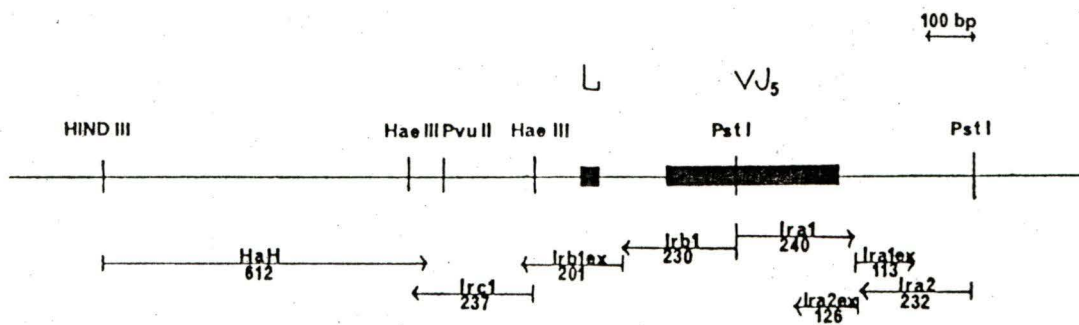 100 bp
L VJ5
HIND III Hae III Pvu II Hae III Pst I Pst I
HaH
612
Irc1
237
Irb1ex
201
Irb1
230
Ira1
240
Ira1ex
113
Ira2ex
126
Ira2
232